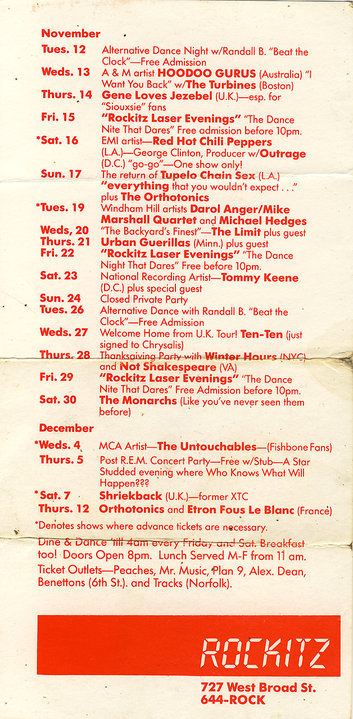 November
Tues. 12 Alternative Dance Night w/Randall B. "Beat the
Clock"—Free Admission
Weds. 13 A & M artist HOODOO GURUS (Australia) "I
Want You Back" w/The Turbines (Boston)
Thurs. 14 Gene Loves Jezebel (U.K.)—esp. for
"Siouxsie" fans
Fri. 15 "Rockitz Laser Evenings" "The Dance
Nite That Dares" Free admission before 10pm.
*Sat. 16 EMI artist—Red Hot Chili Peppers
(L.A.)—George Clinton, Producer w/Outrage
(D.C.) "go-go"—One show only!
Sun. 17 The return of Tupelo Chain Sex (L.A.)
"everything that you wouldn't expect . . ."
plus The Orthotonics
*Tues. 19 Windham Hill artists Darol Anger/Mike
Marshall Quartet and Michael Hedges
Weds, 20 "The Backyard's Finest"—The Limit plus guest
Thurs. 21 Urban Guerillas (Minn.) plus guest
Fri. 22 "Rockitz Laser Evenings" "The Dance
Night That Dares" Free before 10pm.
Sat. 23 National Recording Artist—Tommy Keene
(D.C.) plus special guest
Sun. 24 Closed Private Party
Tues. 26 Alternative Dance with Randall B. "Beat the
Clock"—Free Admission
Weds. 27 Welcome Home from U.K. Tour! Ten-Ten (just
signed to Chrysalis)
Thurs. 28 Thanksgiving Party with Winter Hours (NYC)
and Not Shakespeare (VA)
Fri. 29 "Rockitz Laser Evenings" "The Dance
Night That Dares" Free Admission before 10pm.
Sat. 30 The Monarchs (Like you've never seen them
before)
December
*Weds. 4 MCA Artist—The Untouchables—(Fishbone Fans)
Thurs. 5 Post R.E.M. Concert Party—Free w/Stub—A Star
Studded evening where Who Knows What Will
Happen???
*Sat. 7 Shriekback (U.K.)—former XTC
Thurs. 12 Orthotonics and Etron Fous Le Blanc (France)
*Denotes shows where advance tickets are necessary.
Dine & Dance 'till 4am every Friday and Sat. Breakfast
too! Doors Open 8pm. Lunch Served M-F from 11 am.
Ticket Outlets—Peaches, Mr. Music, Plan 9, Alex. Dean,
Benettons (6th St.). and Tracks (Norfolk).
ROCKITZ
727 West Broad St.
644-ROCK